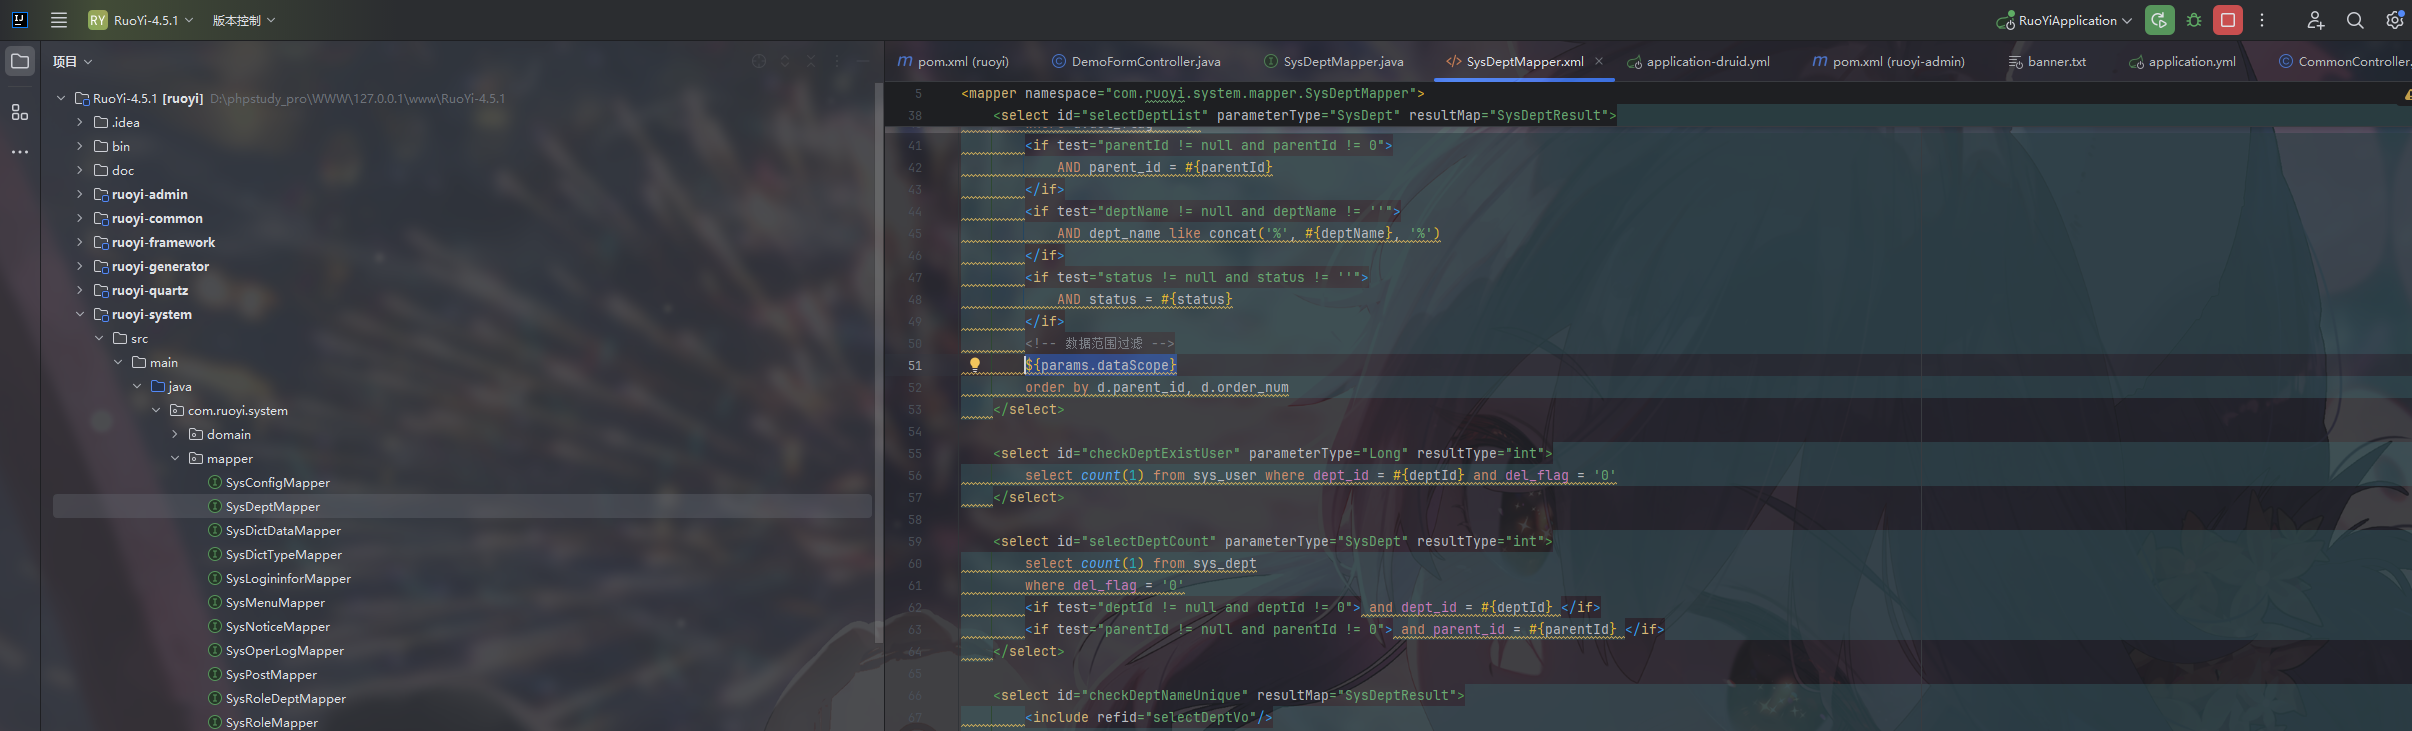 RY RuoYi-4.5.1 版本控制 RuoYiApplication
项目
RuoYi-4.5.1 [ruoyi] D:\phpstudy_pro\WWW\127.0.0.1\www\RuoYi-4.5.1
.idea
bin
doc
ruoyi-admin
ruoyi-common
ruoyi-framework
ruoyi-generator
ruoyi-quartz
ruoyi-system
src
main
java
com.ruoyi.system
domain
mapper
SysConfigMapper
SysDeptMapper
SysDictDataMapper
SysDictTypeMapper
SysLogininforMapper
SysMenuMapper
SysNoticeMapper
SysOperLogMapper
SysPostMapper
SysRoleDeptMapper
SysRoleMapper
pom.xml (ruoyi) DemoFormController.java SysDeptMapper.java SysDeptMapper.xml application-druid.yml pom.xml (ruoyi-admin) banner.txt application.yml CommonController.
5 <mapper namespace="com.ruoyi.system.mapper.SysDeptMapper">
38 <select id="selectDeptList" parameterType="SysDept" resultMap="SysDeptResult">
41 <if test="parentId != null and parentId != 0">
42 AND parent_id = #{parentId}
43 </if>
44 <if test="deptName != null and deptName != ''">
45 AND dept_name like concat('%', #{deptName}, '%')
46 </if>
47 <if test="status != null and status != ''">
48 AND status = #{status}
49 </if>
50 <!-- 数据范围过滤 -->
51 ${params.dataScope}
52 order by d.parent_id, d.order_num
53 </select>
54
55 <select id="checkDeptExistUser" parameterType="Long" resultType="int">
56 select count(1) from sys_user where dept_id = #{deptId} and del_flag = '0'
57 </select>
58
59 <select id="selectDeptCount" parameterType="SysDept" resultType="int">
60 select count(1) from sys_dept
61 where del_flag = '0'
62 <if test="deptId != null and deptId != 0"> and dept_id = #{deptId} </if>
63 <if test="parentId != null and parentId != 0"> and parent_id = #{parentId} </if>
64 </select>
65
66 <select id="checkDeptNameUnique" resultMap="SysDeptResult">
67 <include refid="selectDeptVo"/>